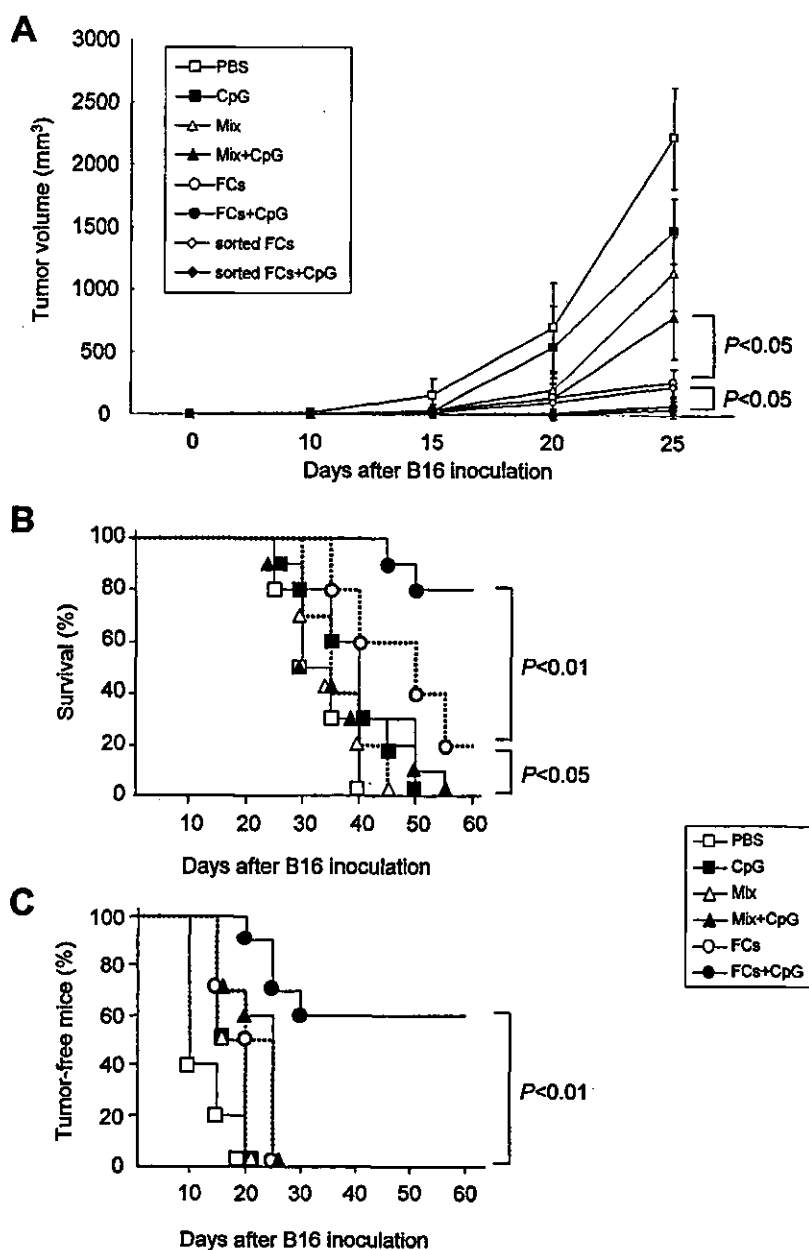 A
Tumor volume (mm³)
3000
2500
2000
1500
1000
500
0
PBS
CpG
Mix
Mix+CpG
FCs
FCs+CpG
sorted FCs
sorted FCs+CpG
P<0.05
P<0.05
0 10 15 20 25
Days after B16 inoculation
B
Survival (%)
100
80
60
40
20
0
P<0.01
P<0.05
10 20 30 40 50 60
Days after B16 inoculation
PBS
CpG
Mix
Mix+CpG
FCs
FCs+CpG
C
Tumor-free mice (%)
100
80
60
40
20
0
P<0.01
10 20 30 40 50 60
Days after B16 inoculation